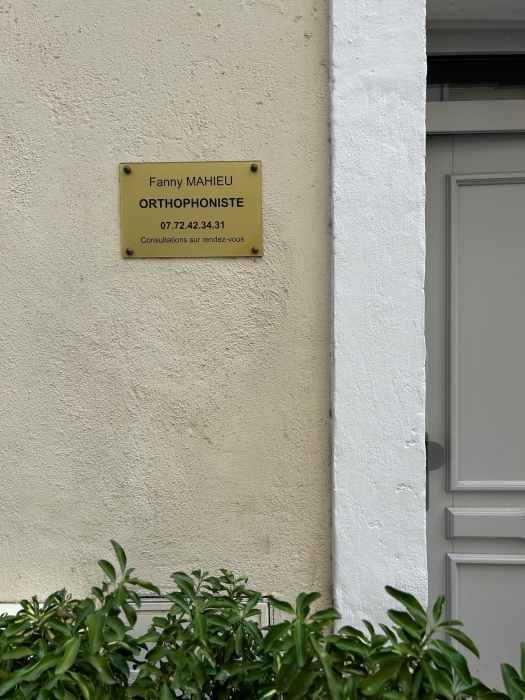 Fanny MAHIEU
ORTHOPHONISTE
07.72.42.34.31
Consultations sur rendez-vous